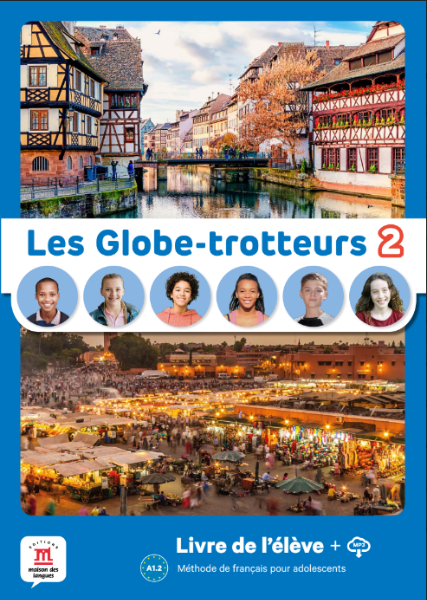 Les Globe-trotteurs 2
Livre de l'élève + MP3
Méthode de français pour adolescents
A1.2
ÉDITIONS
maison des
langues